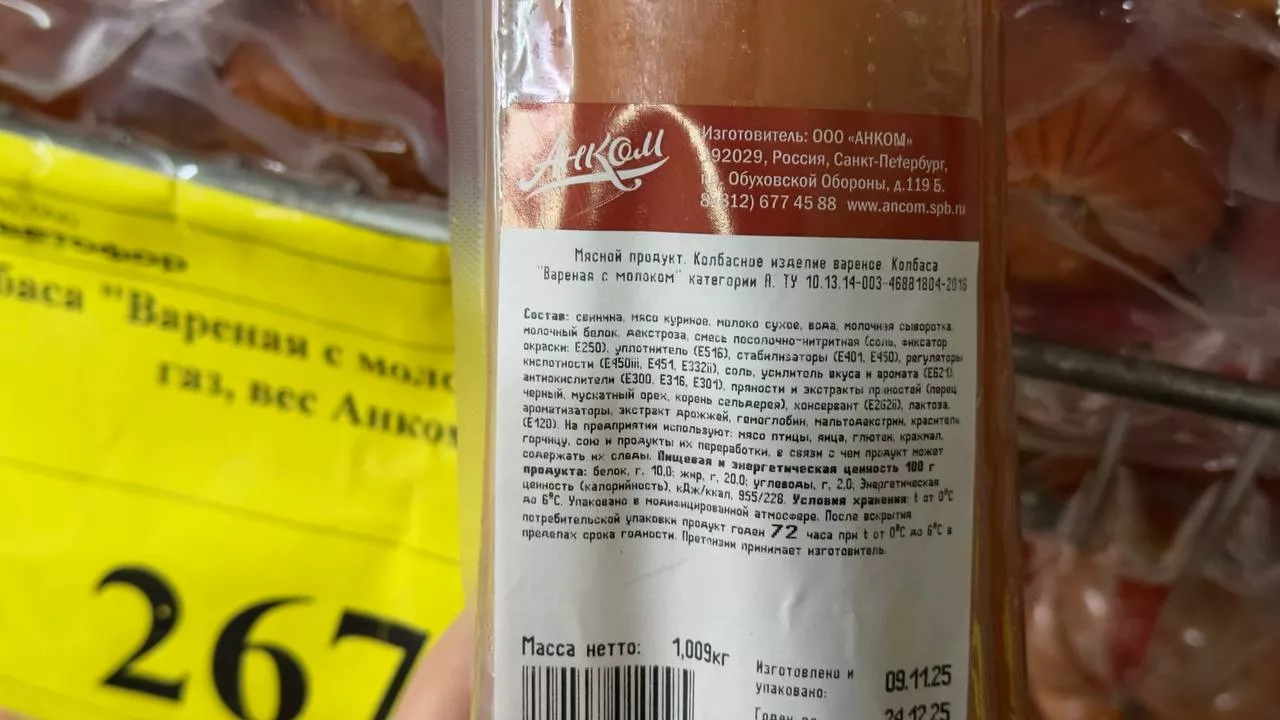 Анком
Изготовитель: ООО «АНКОМ»
92029, Россия, Санкт-Петербург,
Обуховской Обороны, д.119 Б.
812) 677 45 88 www.ancom.spb.ru
Мясной продукт. Колбасное изделие вареное. Колбаса
"Вареная с молоком" категории А. ТУ 10.13.14-003-46881804-2016
Состав: свинина, мясо куриное, молоко сухое, вода, молочная сыворотка,
молочный белок, декстроза, смесь посолочно-нитритная (соль, фиксатор
окраски: Е250), уплотнитель (Е516), стабилизаторы (Е401, Е450), регуляторы
кислотности (Е450iii, Е451, Е332ii), соль, усилитель вкуса и аромата (Е621),
антиокислители (Е300, Е316, Е301), пряности и экстракты пряностей (перец
черный, мускатный орех, корень сельдерея), консервант (Е262ii), лактоза,
ароматизаторы, экстракт дрожжей, гемоглобин, мальтодекстрин, краситель
(Е120). На предприятии используют: мясо птицы, яйца, глютен, крахмал,
горчицу, сою и продукты их переработки, в связи с чем продукт может
содержать их следы. Пищевая и энергетическая ценность 100 г
продукта: белок, г, 10,0; жир, г, 20,0; углеводы, г, 2,0; Энергетическая
ценность (калорийность), кДж/ккал, 955/228. Условия хранения: t от 0°C
до 6°C. Упаковано в модифицированной атмосфере. После вскрытия
потребительской упаковки продукт годен 72 часа при t от 0°C до 6°C в
пределах срока годности. Претензии принимает изготовитель.
Масса нетто: 1,009кг
Изготовлено и
упаковано: 09.11.25
Годен 24.12.25
баса "Вареная с моло
газ, вес Анком
267